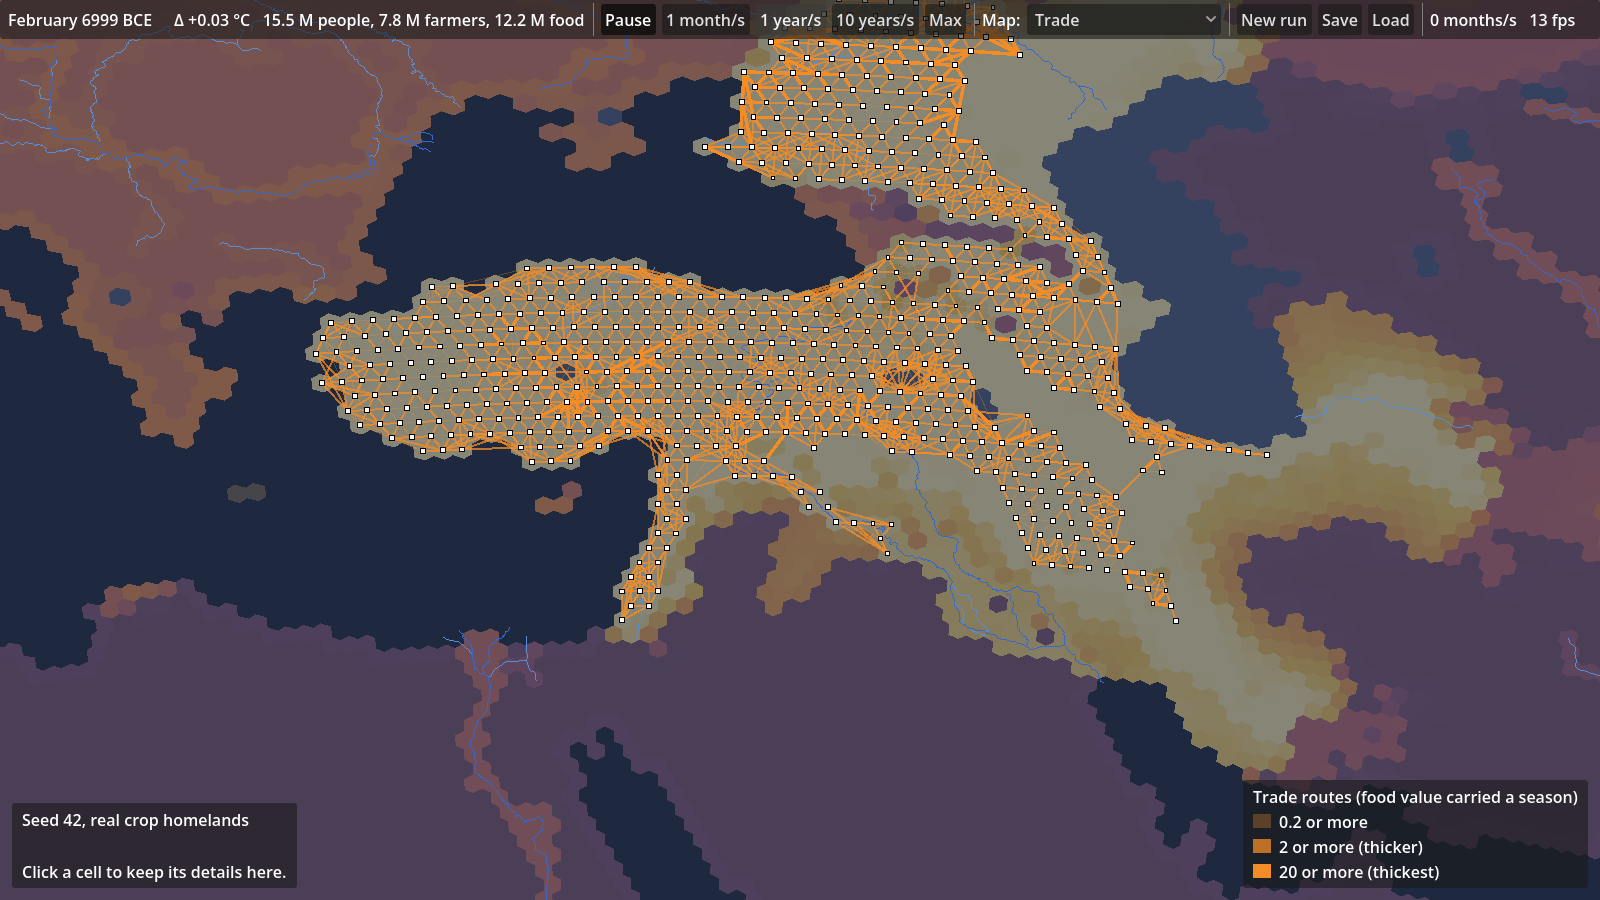 February 6999 BCE Δ +0.03 °C 15.5 M people, 7.8 M farmers, 12.2 M food Pause 1 month/s 1 year/s 10 years/s Max Map: Trade New run Save Load 0 months/s 13 fps
Seed 42, real crop homelands
Click a cell to keep its details here.
Trade routes (food value carried a season)
0.2 or more
2 or more (thicker)
20 or more (thickest)